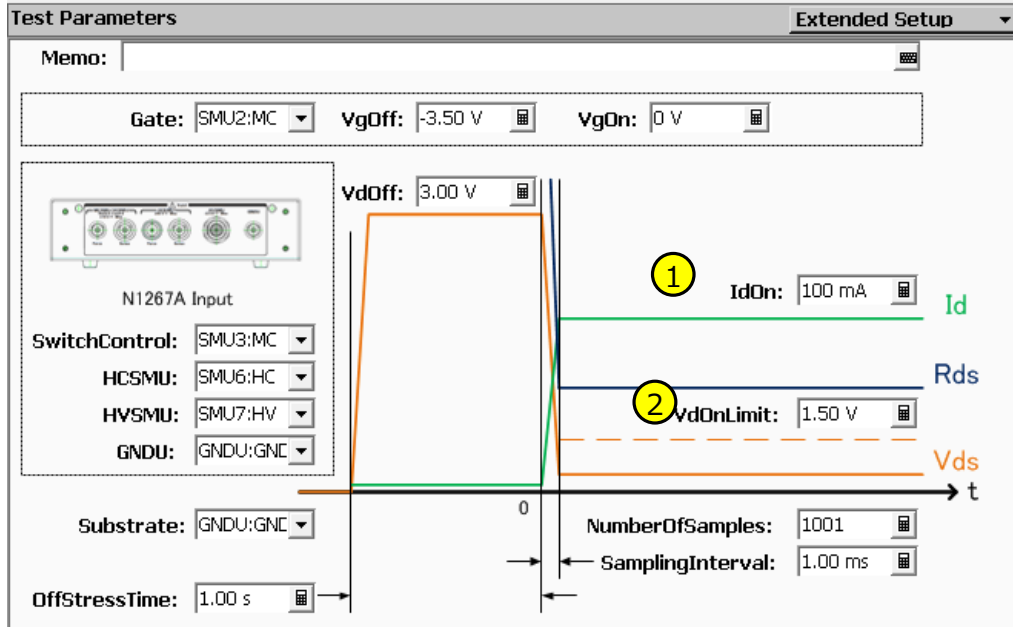 Test Parameters Extended Setup
Memo:
Gate: SMU2:MC VgOff: -3.50 V VgOn: 0 V
VdOff: 3.00 V
1 IdOn: 100 mA
Id
N1267A Input
SwitchControl: SMU3:MC
HCSMU: SMU6:HC
Rds
HVSMU: SMU7:HV
2 VdOnLimit: 1.50 V
GNDU: GNDU:GND
Vds
t
0
Substrate: GNDU:GND
NumberOfSamples: 1001
SamplingInterval: 1.00 ms
OffStressTime: 1.00 s